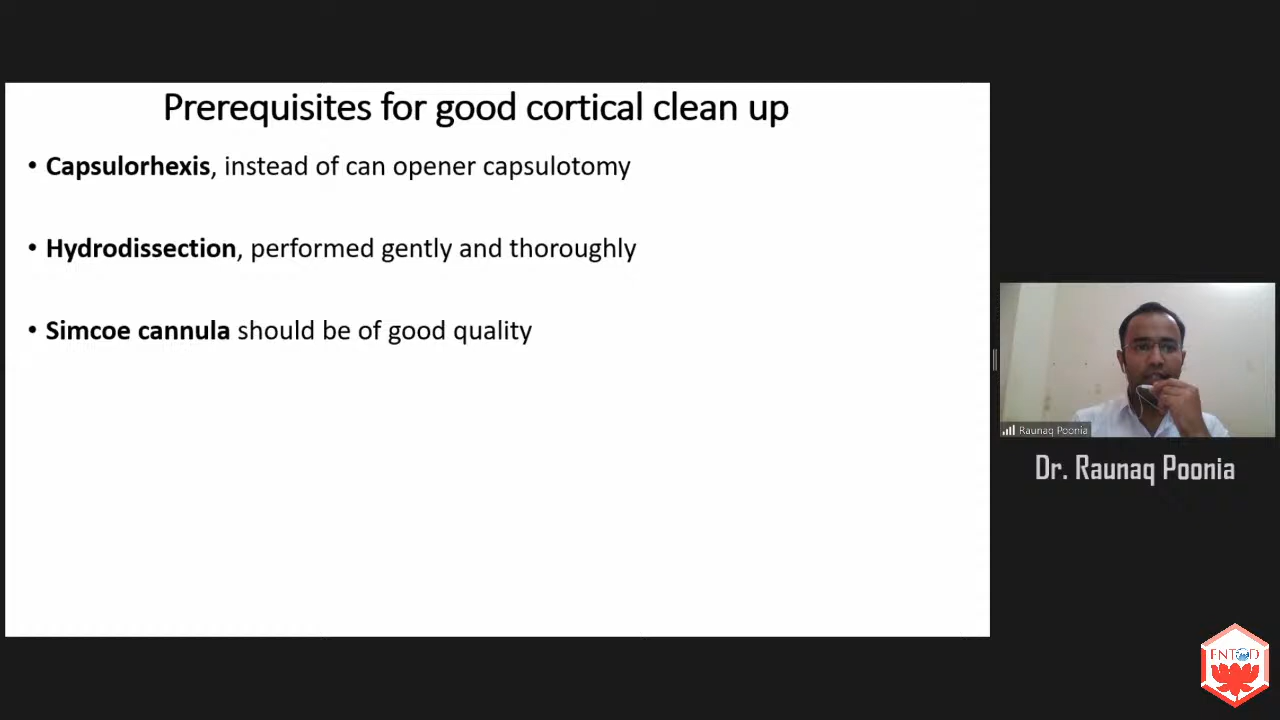 Prerequisites for good cortical clean up
• Capsulorhexis, instead of can opener capsulotomy
• Hydrodissection, performed gently and thoroughly
• Simcoe cannula should be of good quality
Raunaq Poonia
Dr. Raunaq Poonia
ENTOD